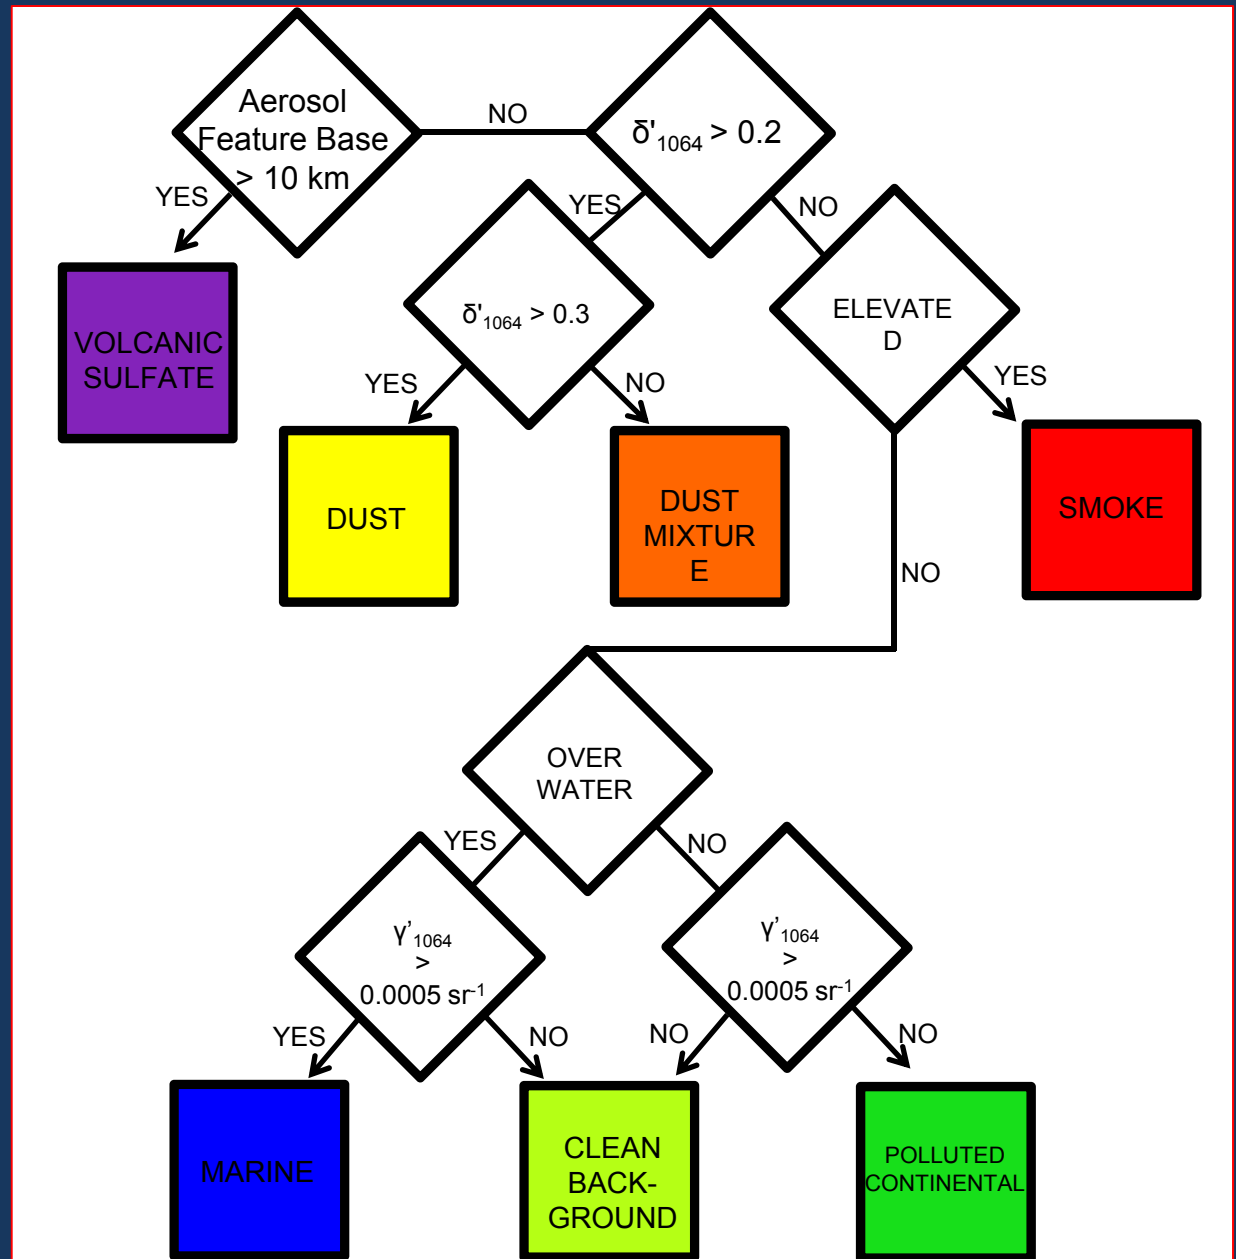 Aerosol
Feature Base
> 10 km
NO
δ'1064 > 0.2
YES
YES
NO
VOLCANIC
SULFATE
δ'1064 > 0.3
ELEVATE
D
YES
NO
YES
DUST
DUST
MIXTUR
E
SMOKE
NO
OVER
WATER
YES
NO
γ’1064
>
0.0005 sr-1
γ’1064
>
0.0005 sr-1
YES
NO
NO
NO
MARINE
CLEAN
BACK-
GROUND
POLLUTED
CONTINENTAL